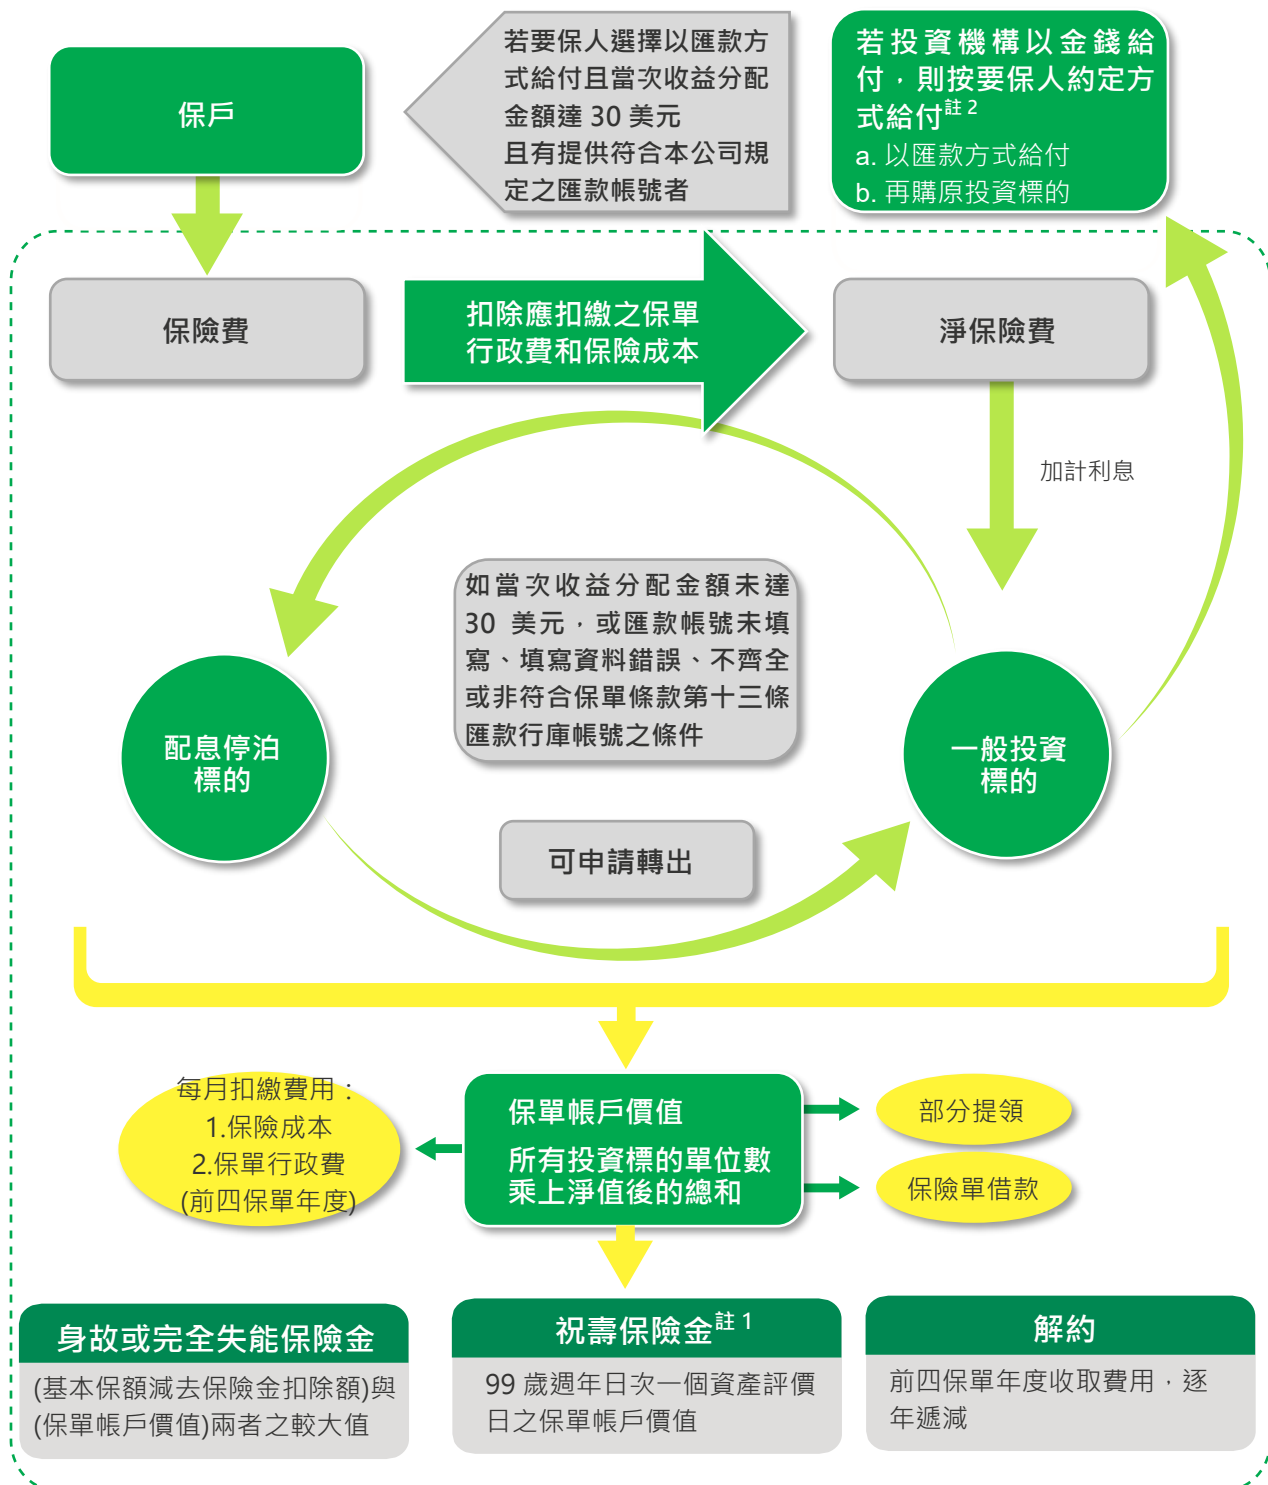 保戶
若要保人選擇以匯款方
式給付且當次收益分配
金額達 30 美元
且有提供符合本公司規
定之匯款帳號者
若投資機構以金錢給
付，則按要保人約定方
式給付註 2
a. 以匯款方式給付
b. 再購原投資標的
保險費
扣除應扣繳之保單
行政費和保險成本
淨保險費
加計利息
如當次收益分配金額未達
30 美元，或匯款帳號未填
寫、填寫資料錯誤、不齊全
或非符合保單條款第十三條
匯款行庫帳號之條件
配息停泊
標的
一般投資
標的
可申請轉出
每月扣繳費用：
1.保險成本
2.保單行政費
(前四保單年度)
保單帳戶價值
所有投資標的單位數
乘上淨值後的總和
部分提領
保險單借款
身故或完全失能保險金
(基本保額減去保險金扣除額)與
(保單帳戶價值)兩者之較大值
祝壽保險金註 1
99 歲週年日次一個資產評價
日之保單帳戶價值
解約
前四保單年度收取費用，逐
年遞減